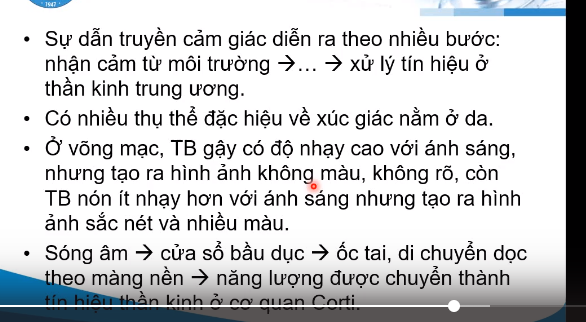 1947
• Sự dẫn truyền cảm giác diễn ra theo nhiều bước:
nhận cảm từ môi trường →… → xử lý tín hiệu ở
thần kinh trung ương.
• Có nhiều thụ thể đặc hiệu về xúc giác nằm ở da.
• Ở võng mạc, TB gậy có độ nhạy cao với ánh sáng,
nhưng tạo ra hình ảnh không màu, không rõ, còn
TB nón ít nhạy hơn với ánh sáng nhưng tạo ra hình
ảnh sắc nét và nhiều màu.
• Sóng âm → cửa sổ bầu dục → ốc tai, di chuyển dọc
theo màng nền → năng lượng được chuyển thành
tín hiệu thần kinh ở cơ quan Corti.